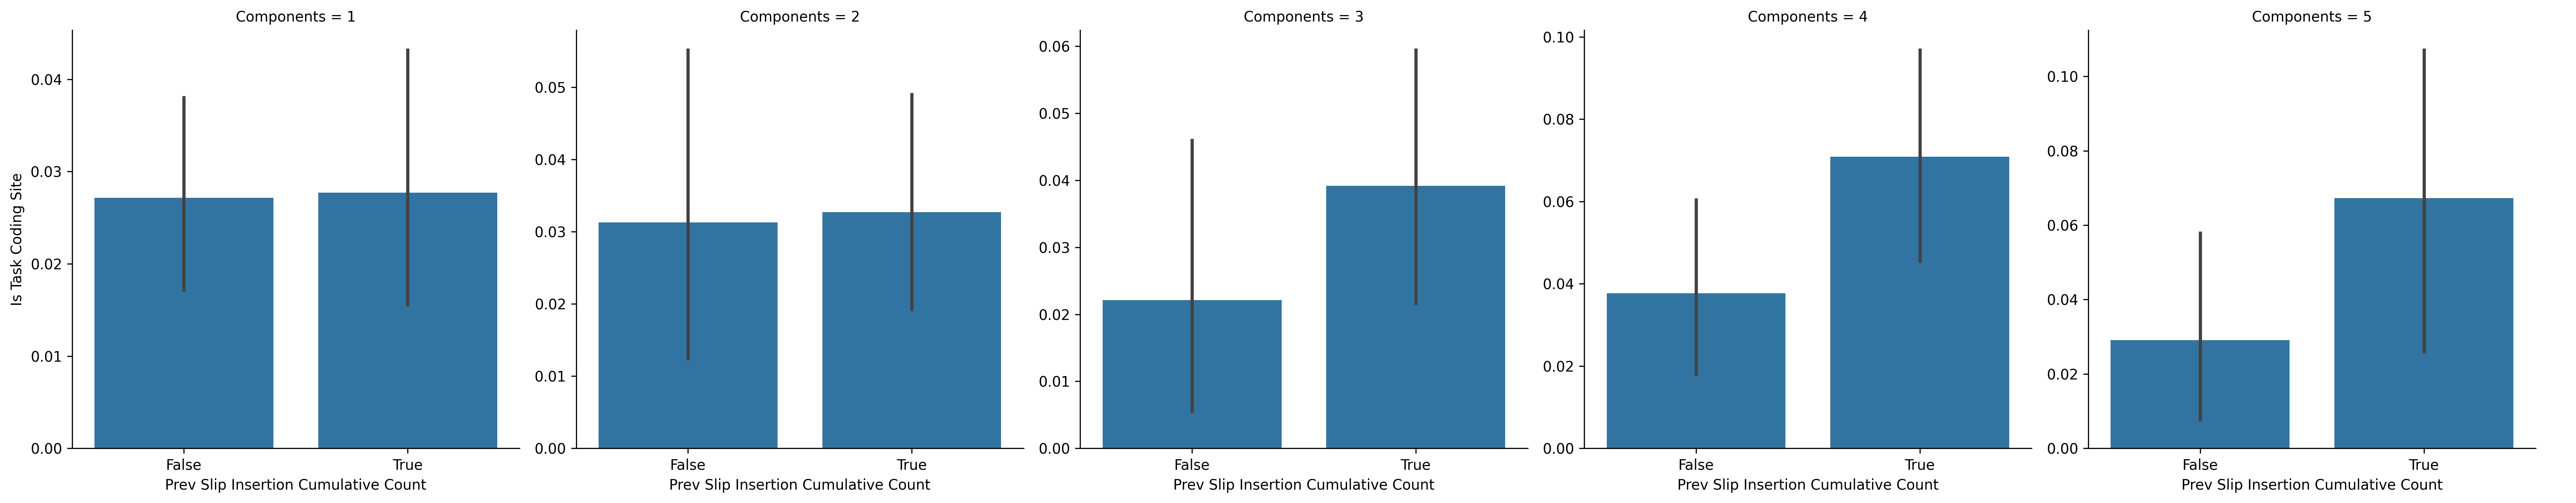 Components = 1
Components = 2
Components = 3
Components = 4
Components = 5
Is Task Coding Site
0.04
0.03
0.02
0.01
0.00
False
True
Prev Slip Insertion Cumulative Count
0.05
0.04
0.03
0.02
0.01
0.00
False
True
Prev Slip Insertion Cumulative Count
0.06
0.05
0.04
0.03
0.02
0.01
0.00
False
True
Prev Slip Insertion Cumulative Count
0.10
0.08
0.06
0.04
0.02
0.00
False
True
Prev Slip Insertion Cumulative Count
0.10
0.08
0.06
0.04
0.02
0.00
False
True
Prev Slip Insertion Cumulative Count